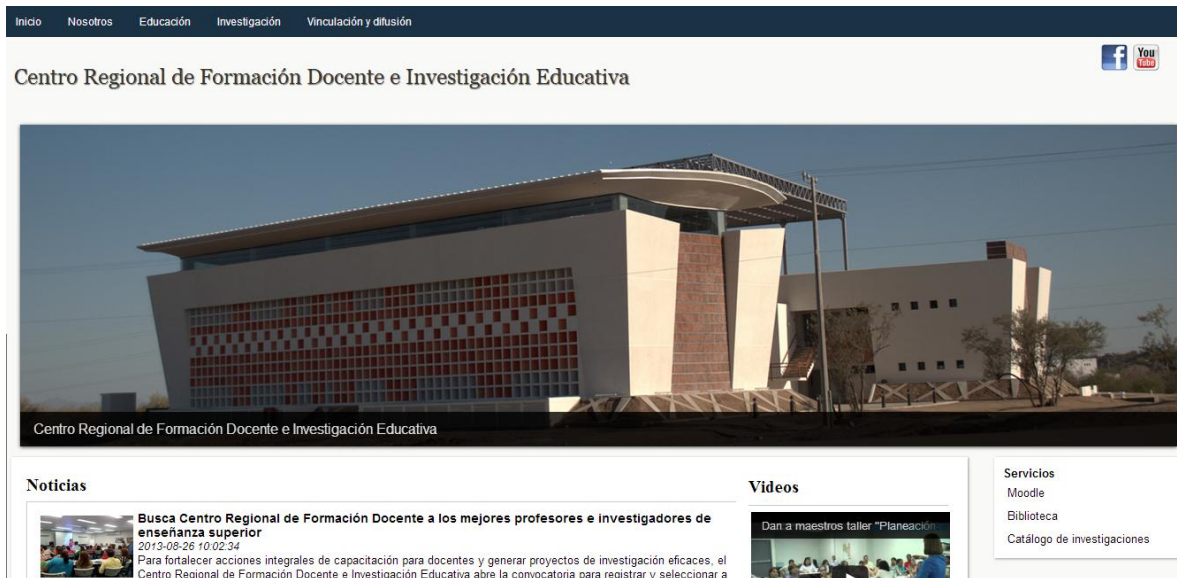 Inicio Nosotros Educación Investigación Vinculación y difusión
You
Tube
Centro Regional de Formación Docente e Investigación Educativa
Centro Regional de Formación Docente e Investigación Educativa
Noticias
Busca Centro Regional de Formación Docente a los mejores profesores e investigadores de
enseñanza superior
2013-08-26 10:02:34
Para fortalecer acciones integrales de capacitación para docentes y generar proyectos de investigación eficaces, el
Centro Regional de Formación Docente e Investigación Educativa abre la convocatoria para registrar y seleccionar a
Videos
Dan a maestros taller "Planeación
Servicios
Moodle
Biblioteca
Catálogo de investigaciones